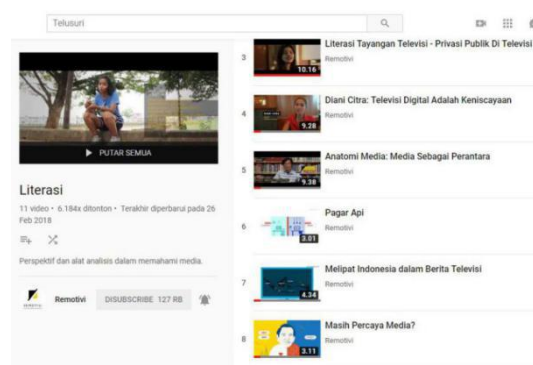 Telusuri
PUTAR SEMUA
Literasi
11 video • 6.184x ditonton • Terakhir diperbarui pada 26
Feb 2018
Perspektif dan alat analisis dalam memahami media.
Remotivi
DISUBSCRIBE 127 RB
3
10.16
Literasi Tayangan Televisi - Privasi Publik Di Televisi
Remotivi
4
9.28
Diani Citra: Televisi Digital Adalah Keniscayaan
Remotivi
5
9.38
Anatomi Media: Media Sebagai Perantara
Remotivi
6
3.01
Pagar Api
Remotivi
7
4.34
Melipat Indonesia dalam Berita Televisi
Remotivi
8
3.11
Masih Percaya Media?
Remotivi